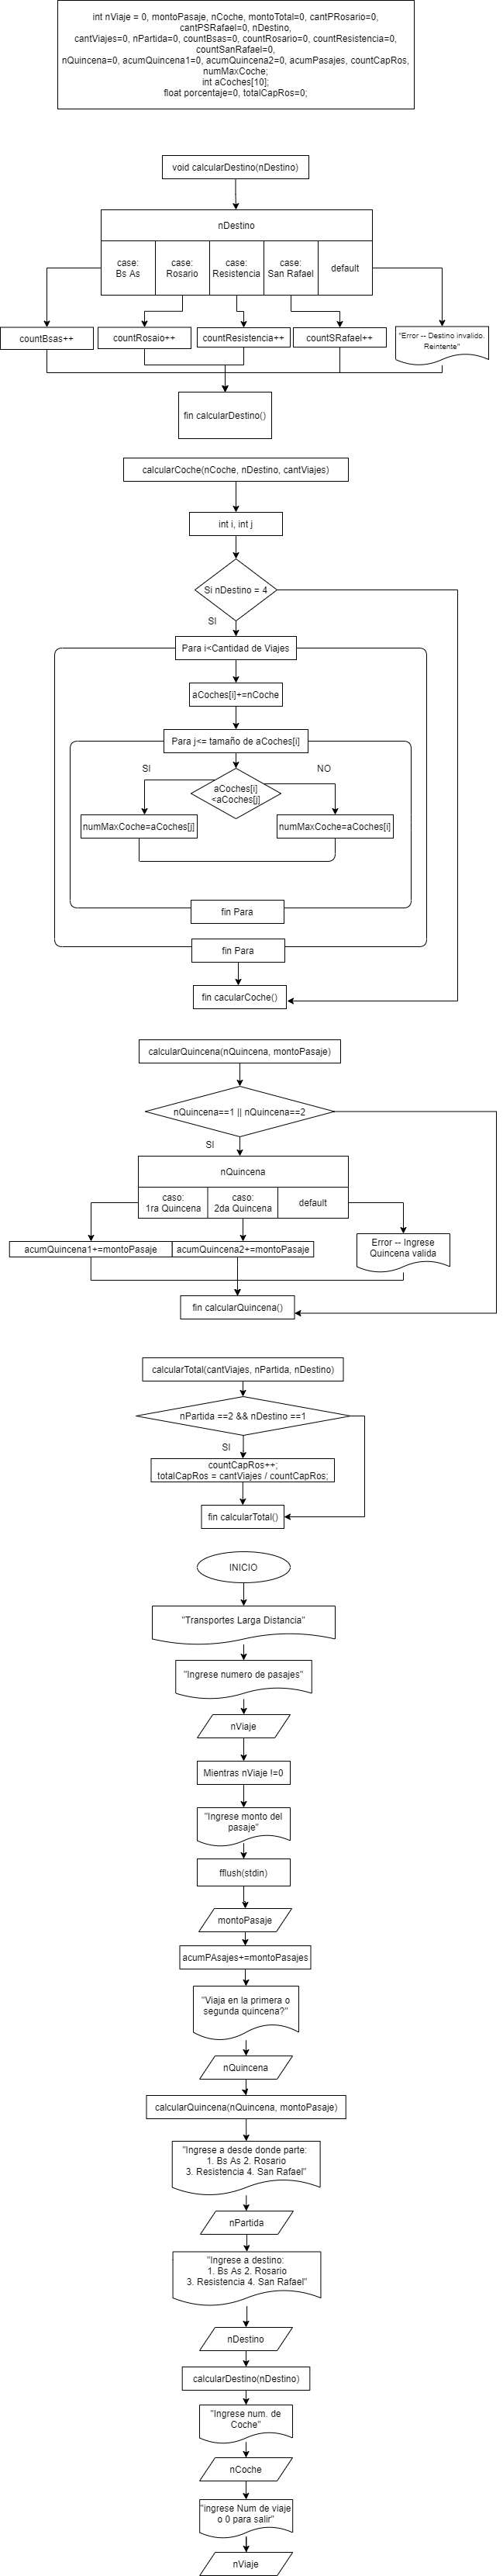 int nViaje = 0, montoPasaje, nCoche, montoTotal=0, cantPRosario=0,
cantPSRafael=0, nDestino,
cantViajes=0, nPartida=0, countBsas=0, countRosario=0, countResistencia=0,
countSanRafael=0,
nQuincena=0, acumQuincena1=0, acumQuincena2=0, acumPasajes, countCapRos,
numMaxCoche;
int aCoches[10];
float porcentaje=0, totalCapRos=0;
void calcularDestino(nDestino)
nDestino
case:
Bs As
case:
Rosario
case:
Resistencia
case:
San Rafael
default
countBsas++
countRosaio++
countResistencia++
countSRafael++
"Error -- Destino invalido.
Reintente"
fin calcularDestino()
calcularCoche(nCoche, nDestino, cantViajes)
int i, int j
Si nDestino = 4
SI
Para i<Cantidad de Viajes
aCoches[i]+=nCoche
Para j<= tamaño de aCoches[i]
SI
aCoches[i]
<aCoches[j]
NO
numMaxCoche=aCoches[j]
numMaxCoche=aCoches[i]
fin Para
fin Para
fin cacularCoche()
calcularQuincena(nQuincena, montoPasaje)
nQuincena==1 || nQuincena==2
SI
nQuincena
caso:
1ra Quincena
caso:
2da Quincena
default
acumQuincena1+=montoPasaje
acumQuincena2+=montoPasaje
Error -- Ingrese
Quincena valida
fin calcularQuincena()
calcularTotal(cantViajes, nPartida, nDestino)
nPartida ==2 && nDestino ==1
SI
countCapRos++;
totalCapRos = cantViajes / countCapRos;
fin calcularTotal()
INICIO
"Transportes Larga Distancia"
"Ingrese numero de pasajes"
nViaje
Mientras nViaje !=0
"Ingrese monto del
pasaje"
fflush(stdin)
montoPasaje
acumPAsajes+=montoPasajes
"Viaja en la primera o
segunda quincena?"
nQuincena
calcularQuincena(nQuincena, montoPasaje)
"Ingrese a desde donde parte:
1. Bs As 2. Rosario
3. Resistencia 4. San Rafael"
nPartida
"Ingrese a destino:
1. Bs As 2. Rosario
3. Resistencia 4. San Rafael"
nDestino
calcularDestino(nDestino)
"Ingrese num. de
Coche"
nCoche
"ingrese Num de viaje
o 0 para salir"
nViaje